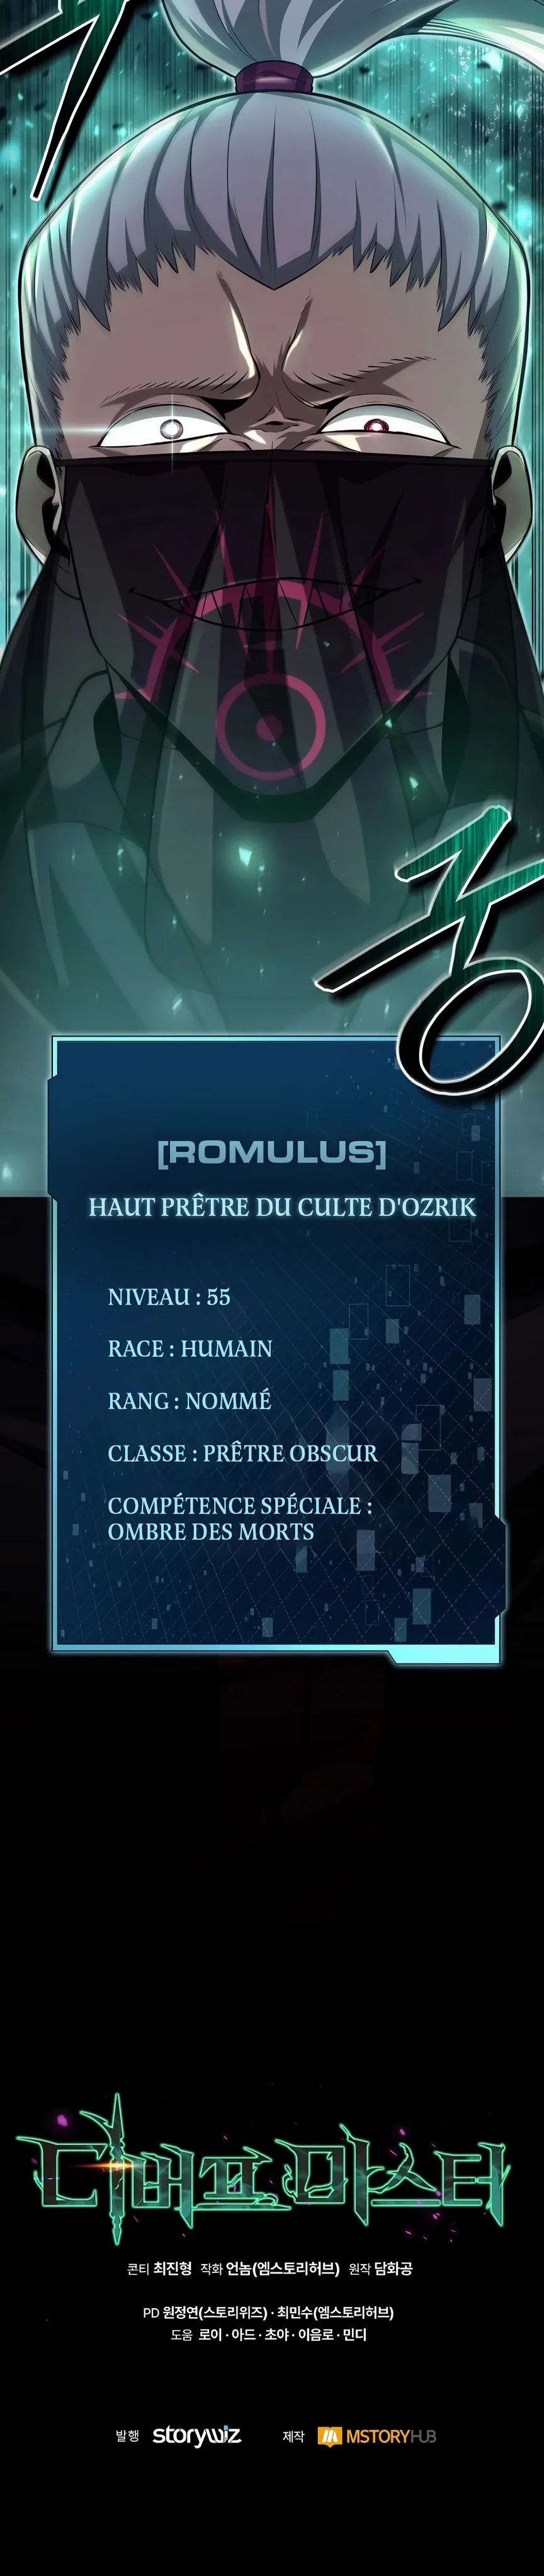 [ROMULUS]
HAUT PRÊTRE DU CULTE D'OZRIK
NIVEAU : 55
RACE : HUMAIN
RANG : NOMMÉ
CLASSE : PRÊTRE OBSCUR
COMPÉTENCE SPÉCIALE :
OMBRE DES MORTS
디버프 마스터
콘티 최진형 작화 언놈(엠스토리허브) 원작 담화공
PD 원정연(스토리위즈) · 최민수(엠스토리허브)
도움 로이 · 아드 · 초야 · 이음로 · 민디
발행 storywiz 제작 MSTORYHUB